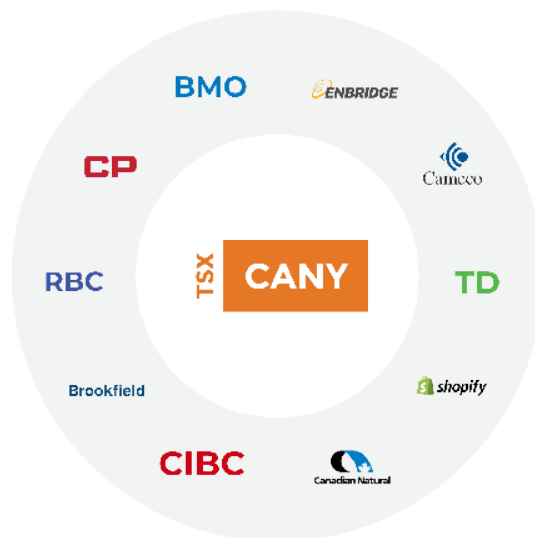 BMO
ENBRIDGE
CP
Cameco
TSX
CANY
RBC
TD
Brookfield
shopify
CIBC
Canadian Natural